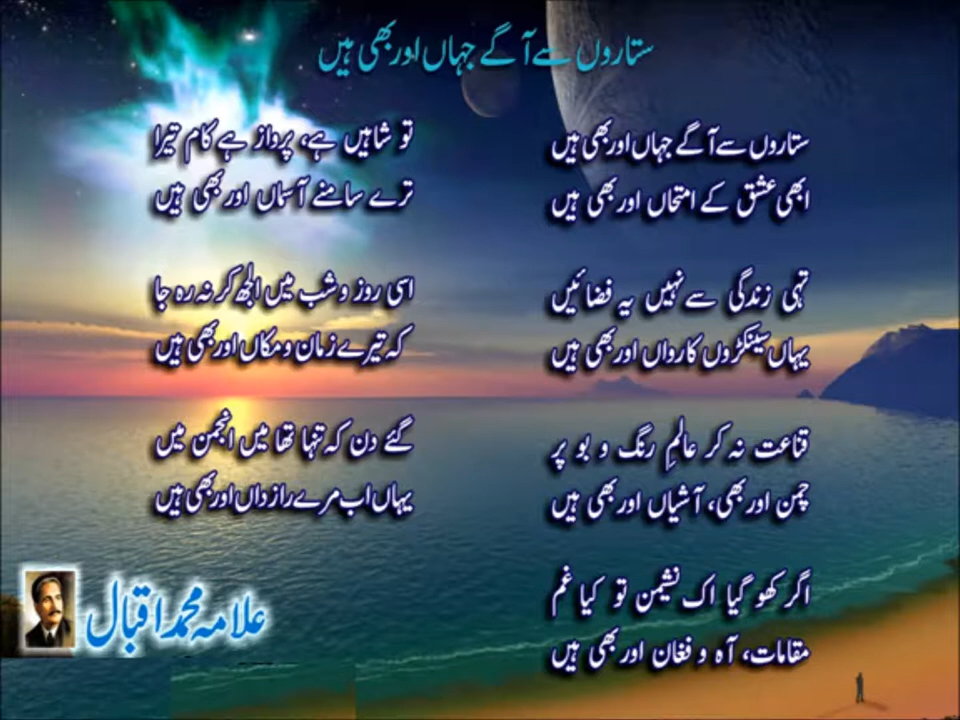 ستاروں سے آگے جہاں اور بھی ہیں
ستاروں سے آگے جہاں اور بھی ہیں
ابھی عشق کے امتحاں اور بھی ہیں
تہی زندگی سے نہیں یہ فضائیں
یہاں سینکڑوں کارواں اور بھی ہیں
قناعت نہ کر عالمِ رنگ و بو پر
چمن اور بھی، آشیاں اور بھی ہیں
اگر کھو گیا اک نشیمن تو کیا غم
مقامات، آہ و فغان اور بھی ہیں
تو شاہیں ہے، پرواز ہے کام تیرا
ترے سامنے آسماں اور بھی ہیں
اسی روز و شب میں الجھ کر نہ رہ جا
کہ تیرے زمان و مکاں اور بھی ہیں
گئے دن کہ تنہا تھا میں انجمن میں
یہاں اب مرے راز داں اور بھی ہیں
علامہ محمد اقبال